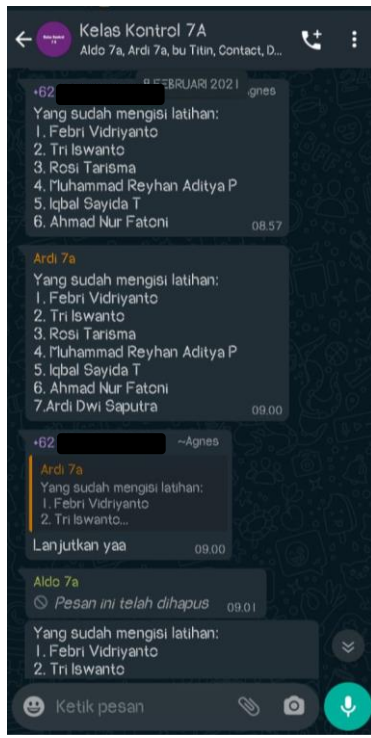 Kelas Kontrol 7A
Aldo 7a, Ardi 7a, bu Titin, Contact, D...
8 FEBRUARI 2021
+62
gnes
Yang sudah mengisi latihan:
1. Febri Vidriyanto
2. Tri Iswanto
3. Rosi Tarisma
4. Muhammad Reyhan Aditya P
5. Iqbal Sayida T
6. Ahmad Nur Fatoni
08.57
Ardi 7a
Yang sudah mengisi latihan:
1. Febri Vidriyanto
2. Tri Iswanto
3. Rosi Tarisma
4. Muhammad Reyhan Aditya P
5. Iqbal Sayida T
6. Ahmad Nur Fatoni
7.Ardi Dwi Saputra
09.00
+62 ~Agnes
Ardi 7a
Yang sudah mengisi latihan:
1. Febri Vidriyanto
2. Tri Iswanto...
Lanjutkan yaa 09.00
Aldo 7a
Pesan ini telah dihapus 09.01
Yang sudah mengisi latihan:
1. Febri Vidriyanto
2. Tri Iswanto
Ketik pesan